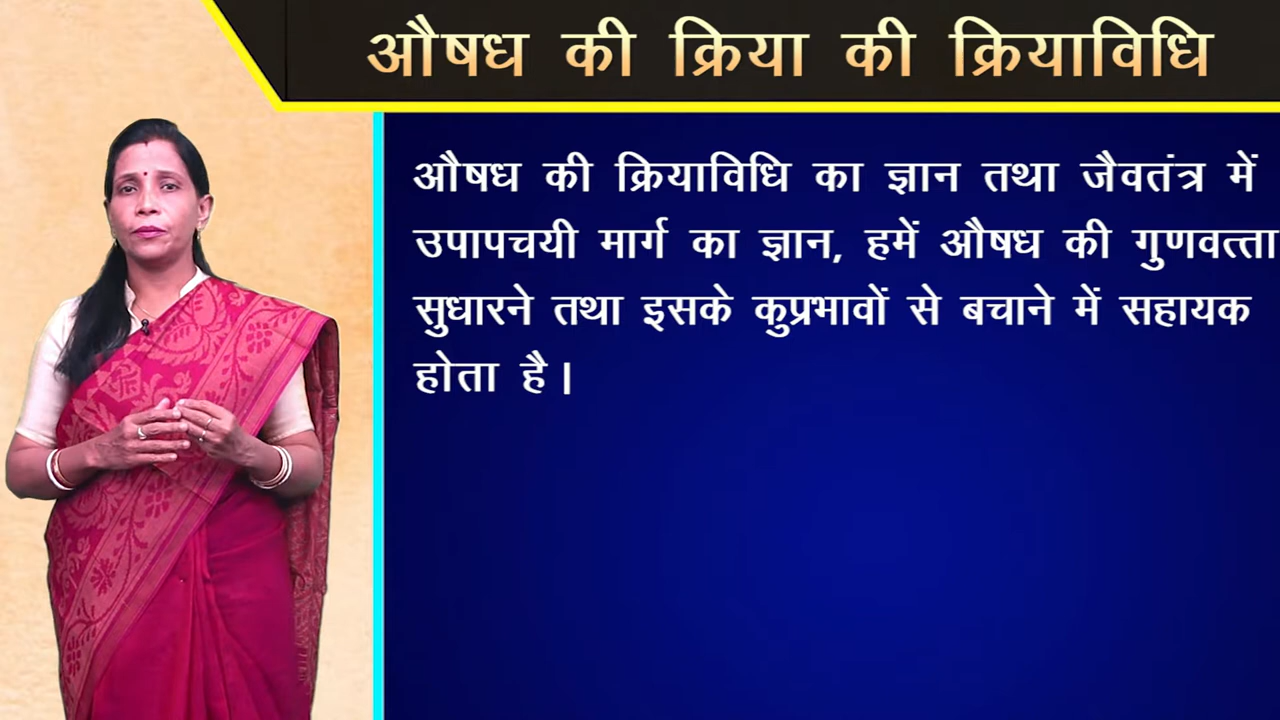 औषध की क्रिया की क्रियाविधि
औषध की क्रियाविधि का ज्ञान तथा जैवतंत्र में
उपापचयी मार्ग का ज्ञान, हमें औषध की गुणवत्ता
सुधारने तथा इसके कुप्रभावों से बचाने में सहायक
होता है।